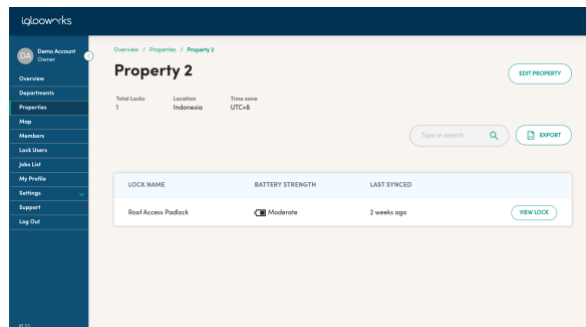 iglooworks
DA
Demo Account
Owner
Overview
Departments
Properties
Map
Members
Lock Users
Jobs List
My Profile
Settings
Support
Log Out
Overview / Properties / Property 2
Property 2
EDIT PROPERTY
Total Locks Location Time zone
1 Indonesia UTC+8
Type in search
EXPORT
LOCK NAME BATTERY STRENGTH LAST SYNCED
Roof Access Padlock Moderate 2 weeks ago VIEW LOCK